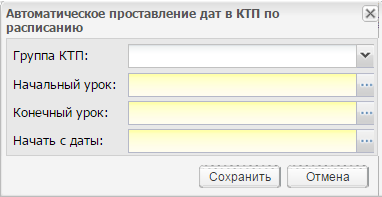 Автоматическое проставление дат в КТП по
расписанию
Группа КТП:
Начальный урок:
Конечный урок:
Начать с даты:
Сохранить Отмена